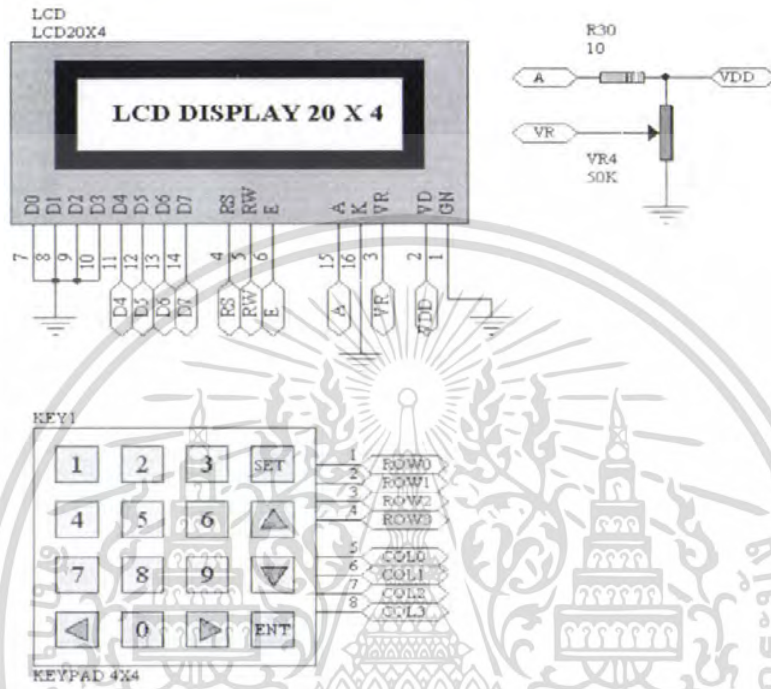 LCD
LCD20X4
LCD DISPLAY 20 X 4
D0 D1 D2 D3 D4 D5 D6 D7 RS RW E A K VR VD GN
7 8 9 10 11 12 13 14 4 5 6 15 16 3 2 1
D4 D5 D6 D7 RS RW E A VR VDD
R30
10
A VDD
VR
VR4
50K
KEY1
1 2 3 SET
4 5 6
7 8 9
0 ENT
1 ROW0
2 ROW1
3 ROW2
4 ROW3
5 COL0
6 COL1
7 COL2
8 COL3
KEYPAD 4X4